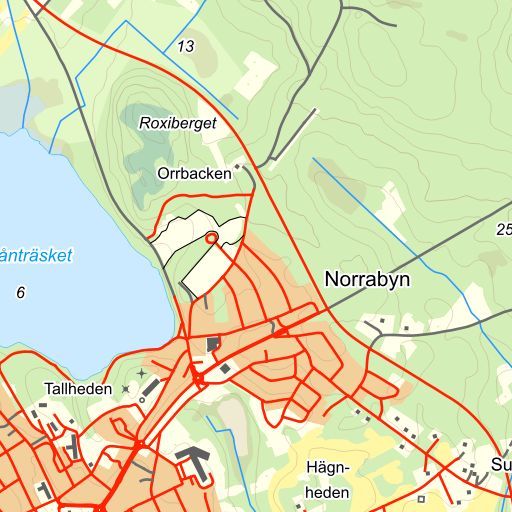 13
Roxiberget
Orrbacken
25
ånträsket
6
Norrabyn
Tallheden
Hägn-
heden
Su